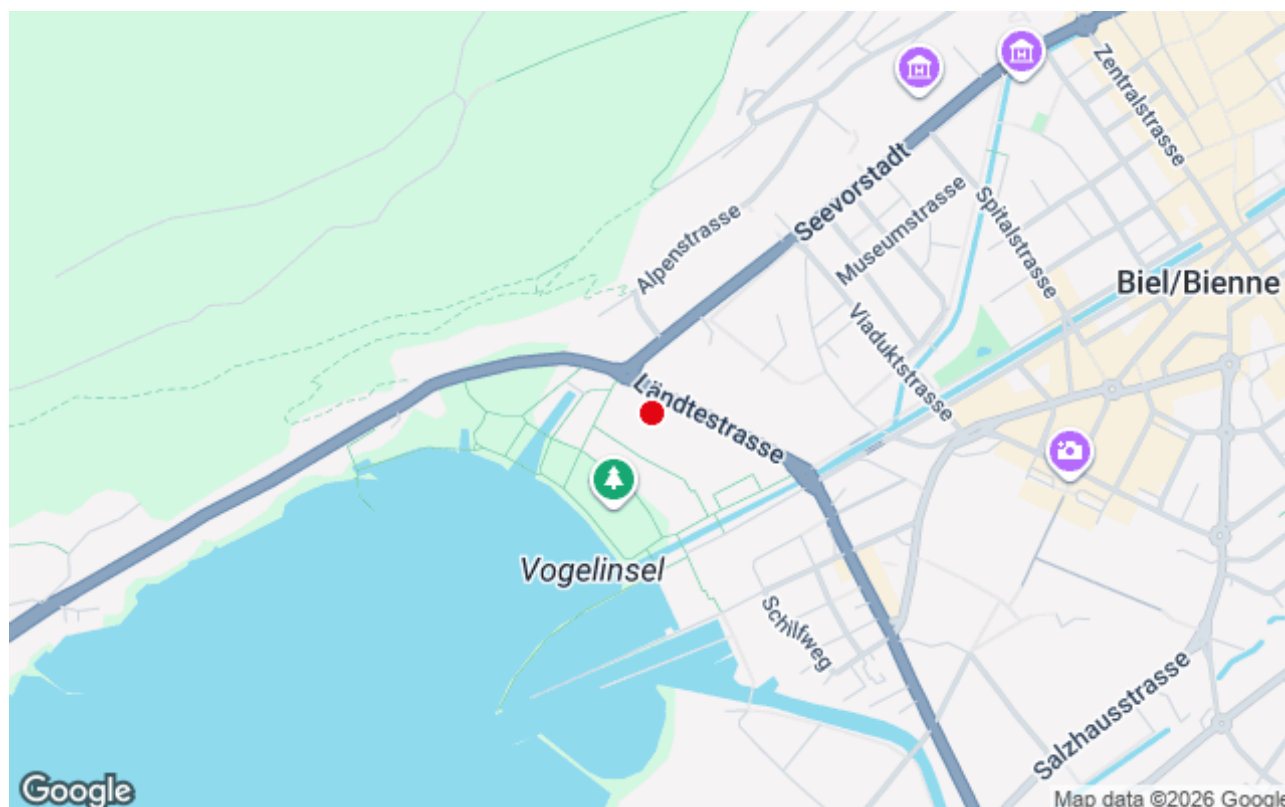 Zentralstrasse
Seevorstadt
Museumstrasse
Spitalstrasse
Alpenstrasse
Biel/Bienne
Viaduktstrasse
Ländtestrasse
Vogelinsel
Schilfweg
Salzhausstrasse
Google
Map data ©2026 Google